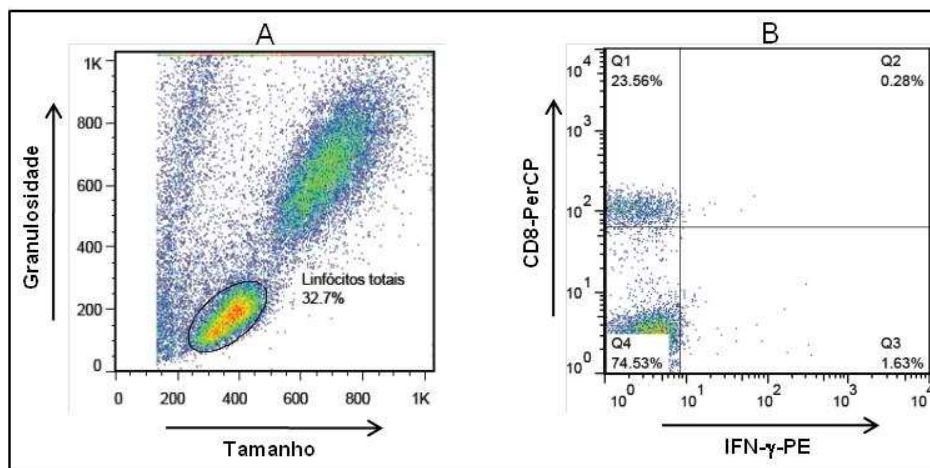 A
1K
800
600
400
200
0
Granulosidade
Linfócitos totais
32.7%
0 200 400 600 800 1K
Tamanho
B
Q1
23.56%
Q2
0.28%
10^4
10^3
10^2
10^1
10^0
CD8-PerCP
Q4
74.53%
Q3
1.63%
10^0 10^1 10^2 10^3 10^4
IFN-γ-PE